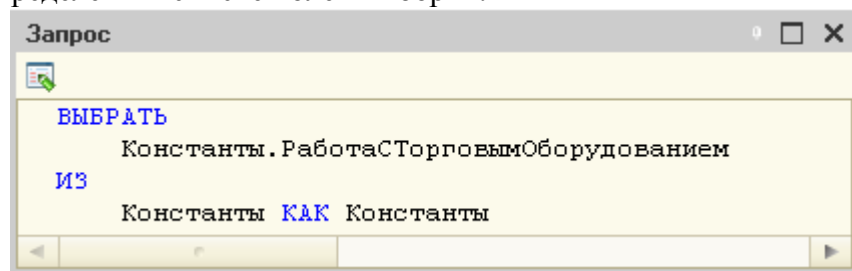 Запрос
ВЫБРАТЬ
Константы.РаботаСТорговымОборудованием
ИЗ
Константы КАК Константы